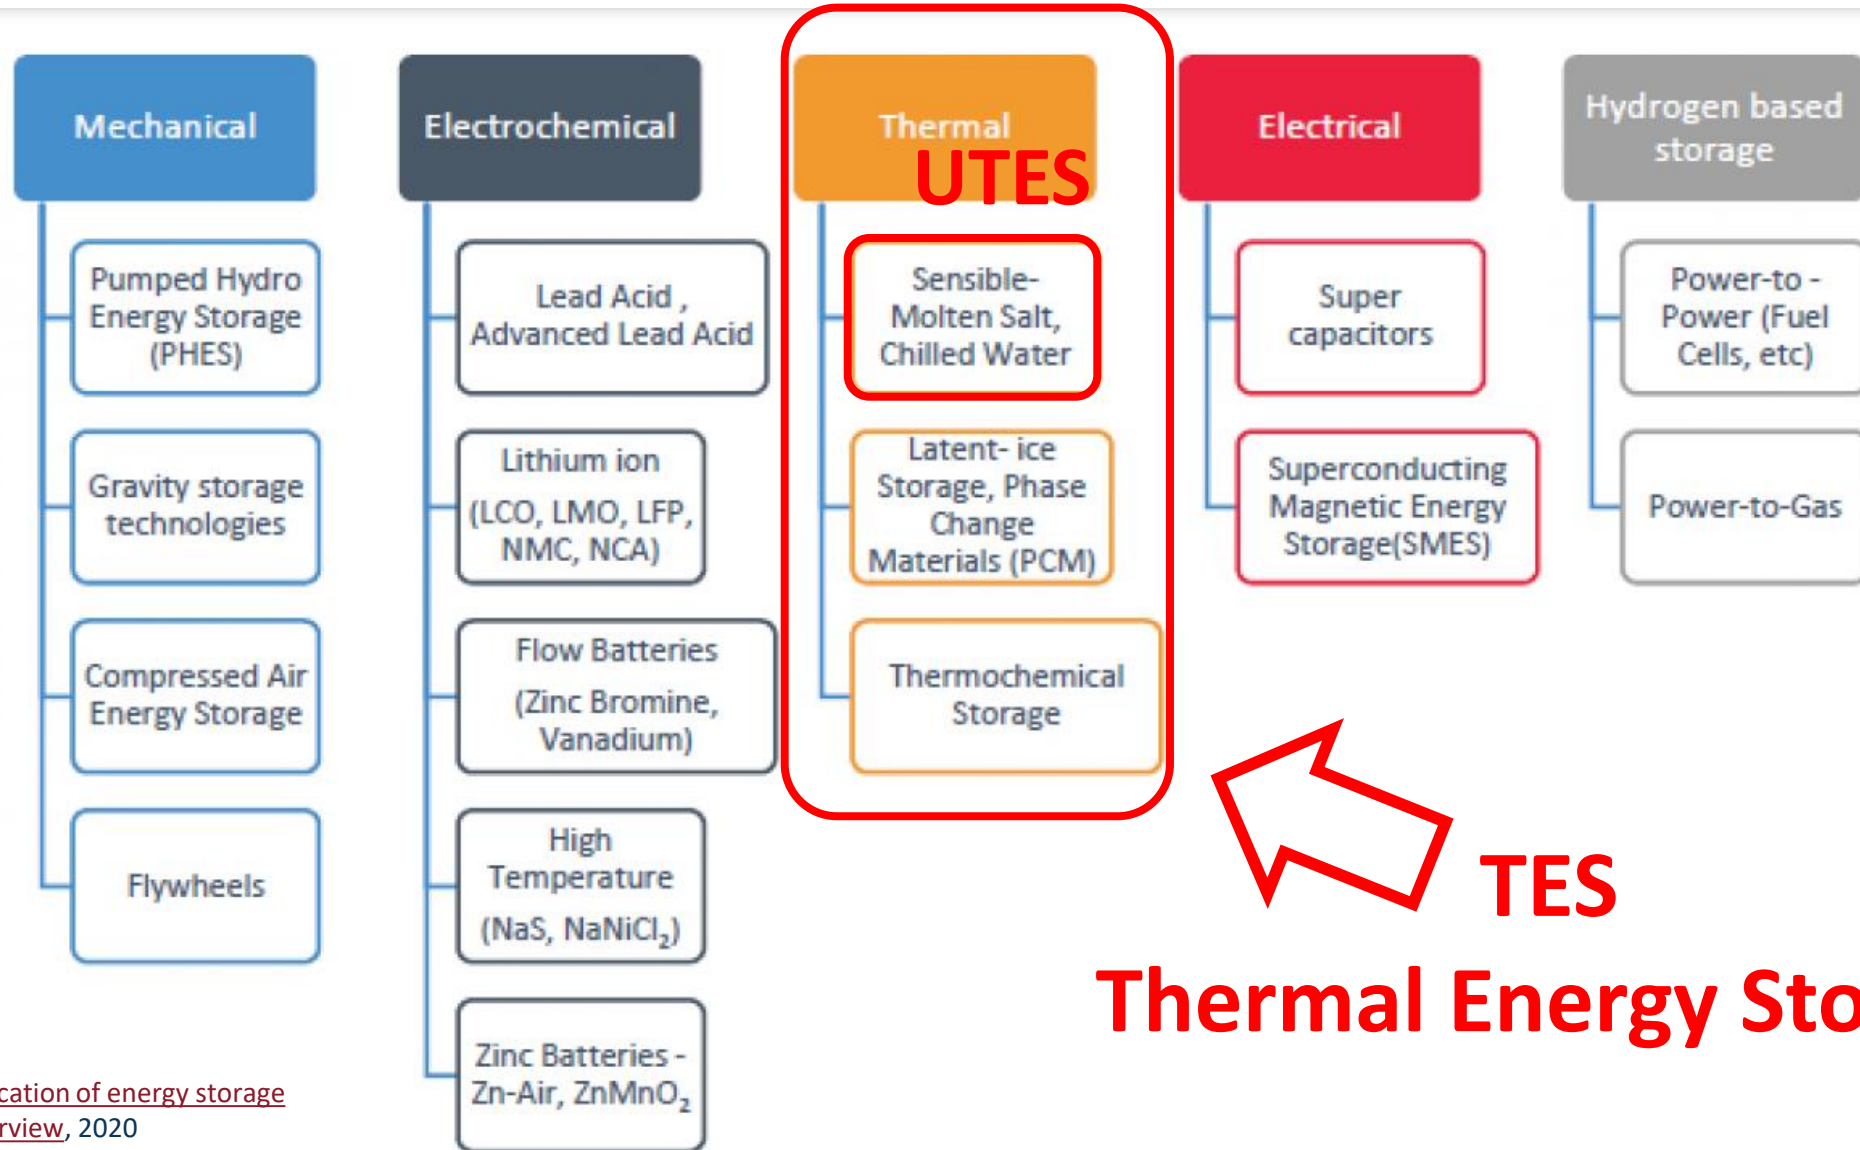 Mechanical
Pumped Hydro
Energy Storage
(PHES)
Gravity storage
technologies
Compressed Air
Energy Storage
Flywheels
Electrochemical
Lead Acid ,
Advanced Lead Acid
Lithium ion
(LCO, LMO, LFP,
NMC, NCA)
Flow Batteries
(Zinc Bromine,
Vanadium)
High
Temperature
(NaS, NaNiCl₂)
Zinc Batteries -
Zn-Air, ZnMnO₂
Thermal
UTES
Sensible-
Molten Salt,
Chilled Water
Latent- ice
Storage, Phase
Change
Materials (PCM)
Thermochemical
Storage
Electrical
Super
capacitors
Superconducting
Magnetic Energy
Storage(SMES)
Hydrogen based
storage
Power-to -
Power (Fuel
Cells, etc)
Power-to-Gas
TES
Thermal Energy Sto
cation of energy storage
rview, 2020